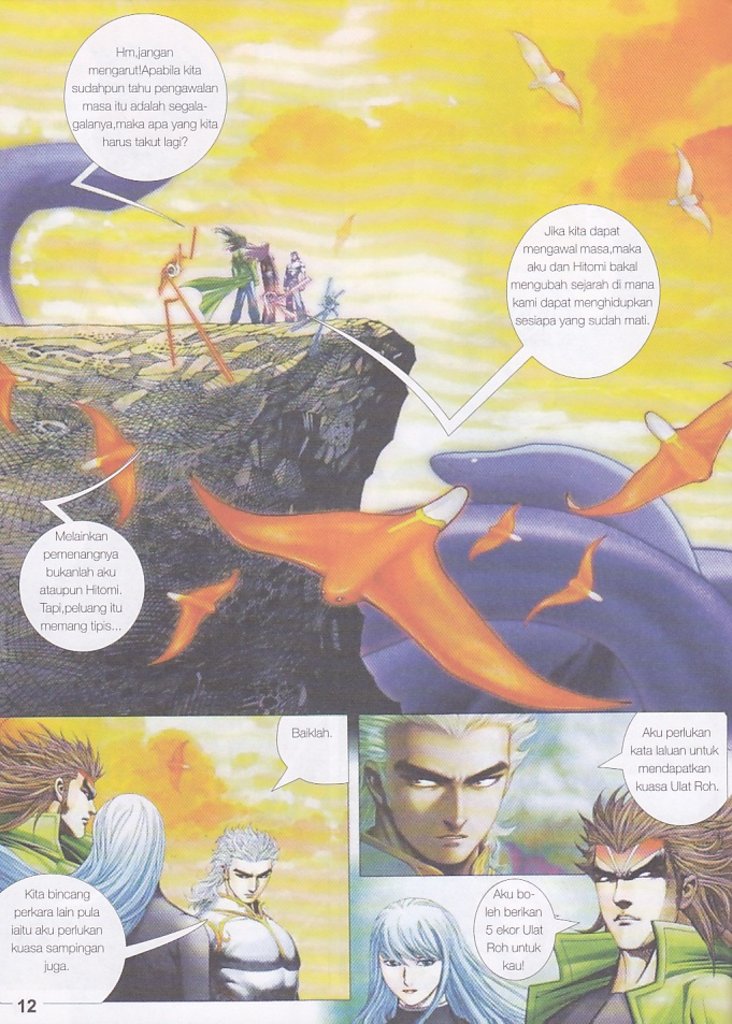 Hm,jangan
mengarut!Apabila kita
sudahpun tahu pengawalan
masa itu adalah segala-
galanya,maka apa yang kita
harus takut lagi?
Jika kita dapat
mengawal masa,maka
aku dan Hitomi bakal
mengubah sejarah di mana
kami dapat menghidupkan
sesiapa yang sudah mati.
Melainkan
pemenangnya
bukanlah aku
ataupun Hitomi.
Tapi,peluang itu
memang tipis...
Baiklah.
Kita bincang
perkara lain pula
iaitu aku perlukan
kuasa sampingan
juga.
Aku perlukan
kata laluan untuk
mendapatkan
kuasa Ulat Roh.
Aku bo-
leh berikan
5 ekor Ulat
Roh untuk
kau!
12